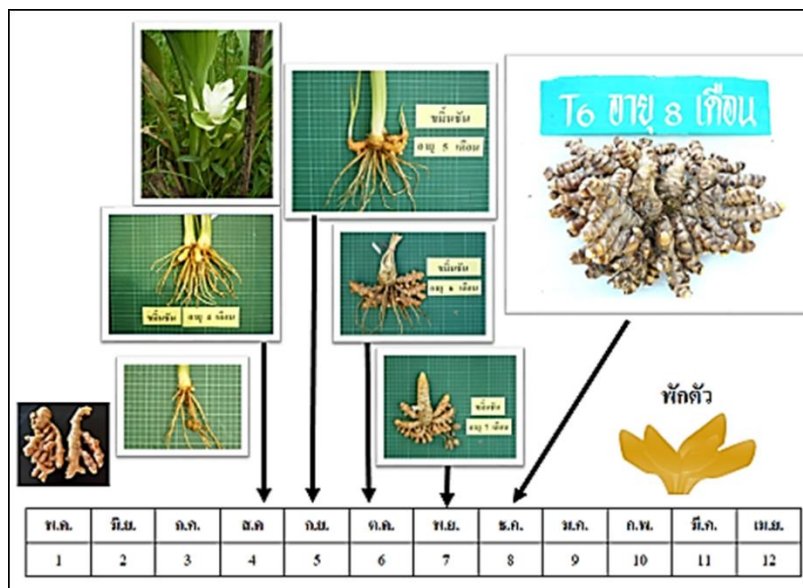 T6 อายุ 8 เดือน
ขมิ้นชัน
อายุ 5 เดือน
ขมิ้นชัน อายุ 4 เดือน
ขมิ้นชัน
อายุ 6 เดือน
ขมิ้นชัน
อายุ 7 เดือน
พักตัว
พ.ค. มิ.ย. ก.ค. ส.ค ก.ย. ต.ค. พ.ย. ธ.ค. ม.ค. ก.พ. มี.ค. เม.ย.
1 2 3 4 5 6 7 8 9 10 11 12